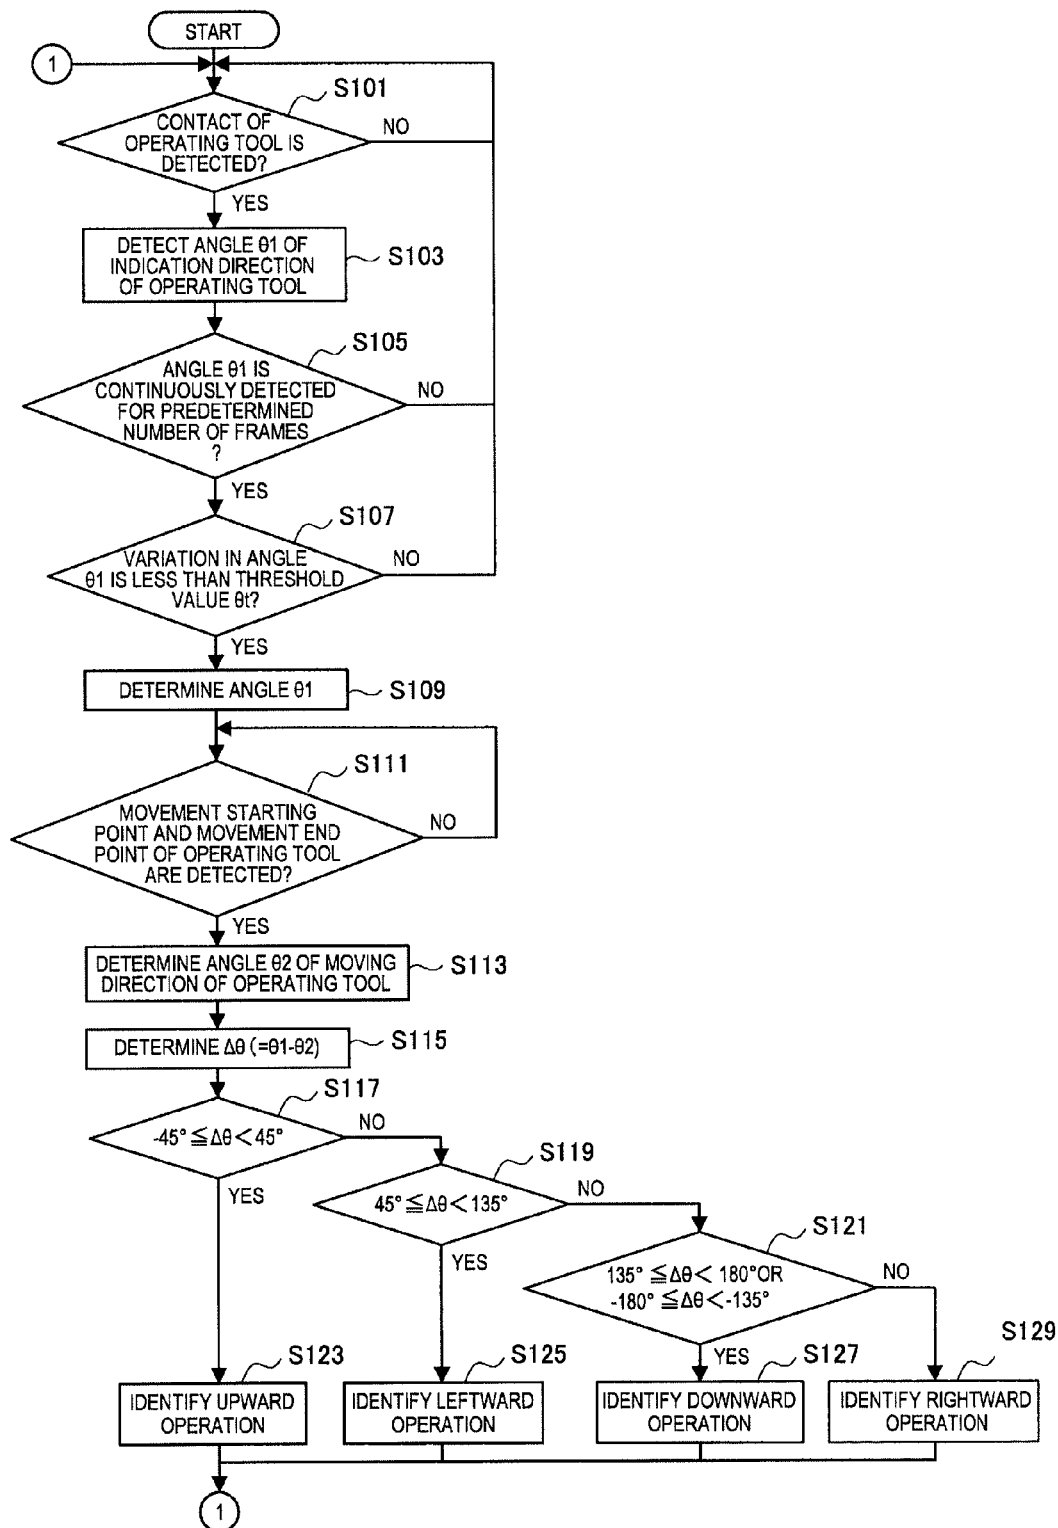 START
1
S101
CONTACT OF
OPERATING TOOL IS
DETECTED?
NO
YES
DETECT ANGLE θ1 OF
INDICATION DIRECTION
OF OPERATING TOOL
S103
S105
ANGLE θ1 IS
CONTINUOUSLY DETECTED
FOR PREDETERMINED
NUMBER OF FRAMES
?
NO
YES
S107
VARIATION IN ANGLE
θ1 IS LESS THAN THRESHOLD
VALUE θt?
NO
YES
DETERMINE ANGLE θ1
S109
S111
MOVEMENT STARTING
POINT AND MOVEMENT END
POINT OF OPERATING TOOL
ARE DETECTED?
NO
YES
DETERMINE ANGLE θ2 OF MOVING
DIRECTION OF OPERATING TOOL
S113
DETERMINE Δθ (=θ1-θ2)
S115
S117
-45° ≦Δθ＜45°
NO
YES
S119
45° ≦Δθ＜135°
NO
YES
S121
135° ≦Δθ＜ 180°OR
-180° ≦Δθ＜-135°
NO
YES
S123
IDENTIFY UPWARD
OPERATION
S125
IDENTIFY LEFTWARD
OPERATION
S127
IDENTIFY DOWNWARD
OPERATION
S129
IDENTIFY RIGHTWARD
OPERATION
1